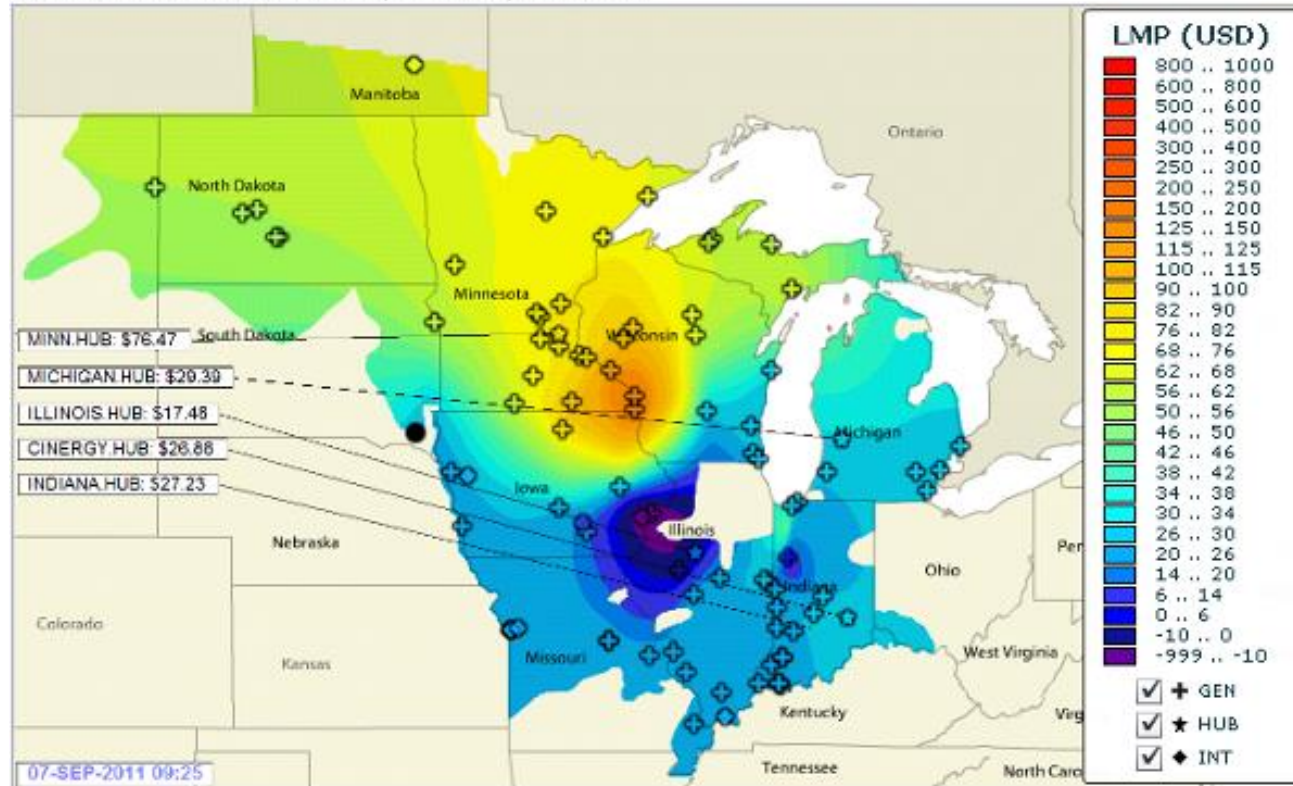 Manitoba
Ontario
North Dakota
Minnesota
South Dakota
Wisconsin
MINN.HUB: $76.47
MICHIGAN.HUB: $29.39
ILLINOIS.HUB: $17.48
CINERGY.HUB: $26.86
INDIANA.HUB: $27.23
Michigan
Iowa
Illinois
Nebraska
Indiana
Ohio
Pen
Colorado
Kansas
Missouri
West Virginia
Kentucky
Virg
Tennessee
North Caro
07-SEP-2011 09:25
LMP (USD)
800 .. 1000
600 .. 800
500 .. 600
400 .. 500
300 .. 400
250 .. 300
200 .. 250
150 .. 200
125 .. 150
115 .. 125
100 .. 115
90 .. 100
82 .. 90
76 .. 82
68 .. 76
62 .. 68
56 .. 62
50 .. 56
46 .. 50
42 .. 46
38 .. 42
34 .. 38
30 .. 34
26 .. 30
20 .. 26
14 .. 20
6 .. 14
0 .. 6
-10 .. 0
-999 .. -10
GEN
HUB
INT